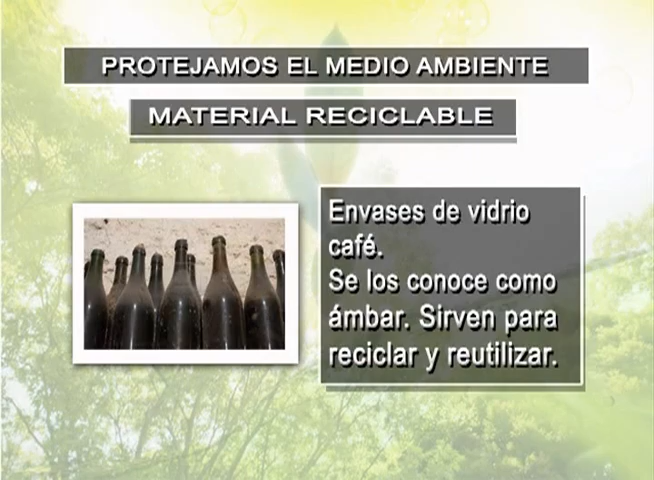 PROTEJAMOS EL MEDIO AMBIENTE
MATERIAL RECICLABLE
Envases de vidrio
café.
Se los conoce como
ámbar. Sirven para
reciclar y reutilizar.